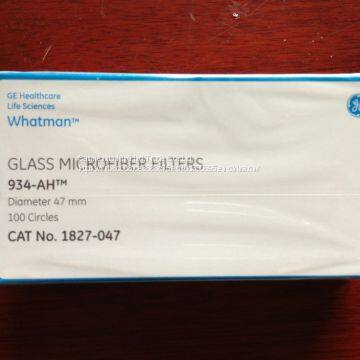 GE Healthcare
Life Sciences
Whatman™
GLASS MICROFIBER FILTERS
934-AH™
Diameter 47 mm
100 Circles
CAT No. 1827-047